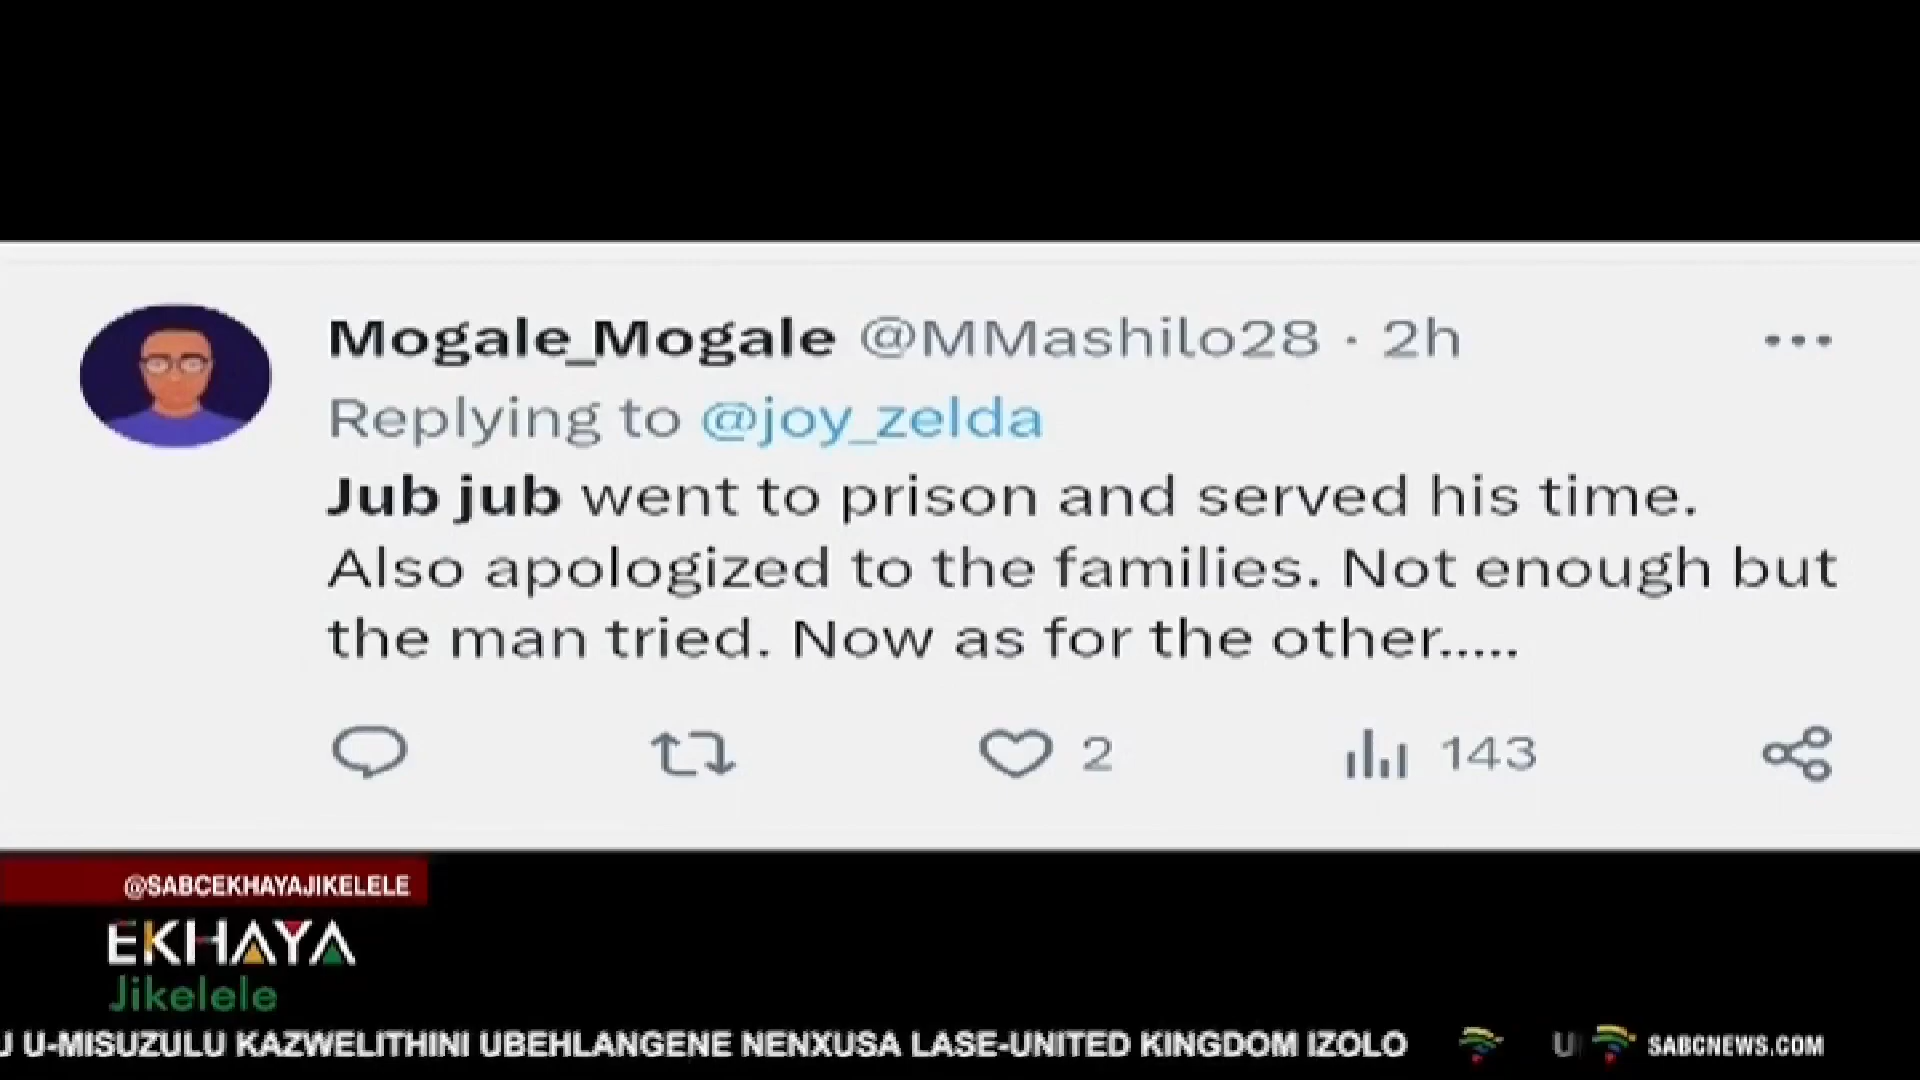 Mogale_Mogale @MMashilo28 · 2h
Replying to @joy_zelda
Jub jub went to prison and served his time.
Also apologized to the families. Not enough but
the man tried. Now as for the other.....
2 143
@SABCEKHAYAJIKELELE
EKHAYA
Jikelele
U-MISUZULU KAZWELITHINI UBEHLANGENE NENXUSA LASE-UNITED KINGDOM IZOLO
SABCNEWS.COM